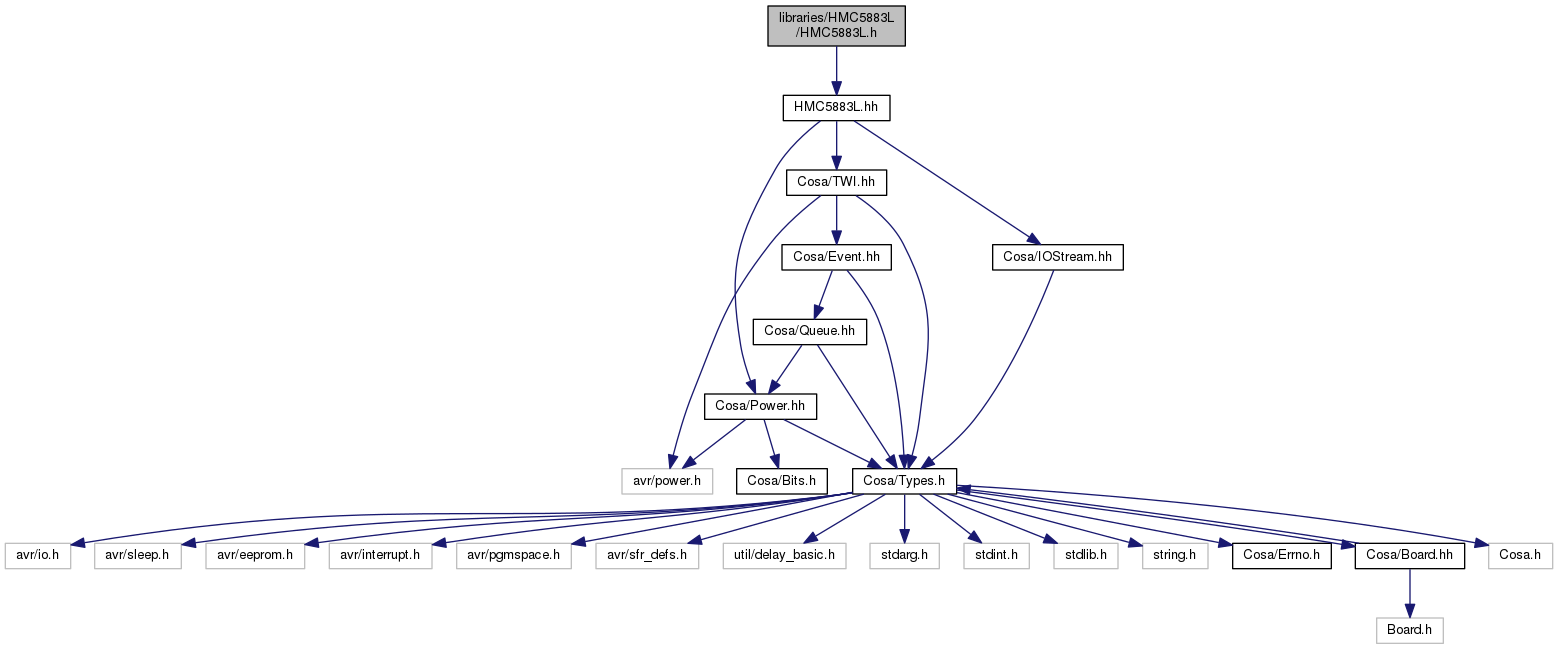 libraries/HMC5883L
/HMC5883L.h
HMC5883L.hh
Cosa/TWI.hh
Cosa/Event.hh
Cosa/IOStream.hh
Cosa/Queue.hh
Cosa/Power.hh
avr/power.h
Cosa/Bits.h
Cosa/Types.h
avr/io.h
avr/sleep.h
avr/eeprom.h
avr/interrupt.h
avr/pgmspace.h
avr/sfr_defs.h
util/delay_basic.h
stdarg.h
stdint.h
stdlib.h
string.h
Cosa/Errno.h
Cosa/Board.hh
Cosa.h
Board.h